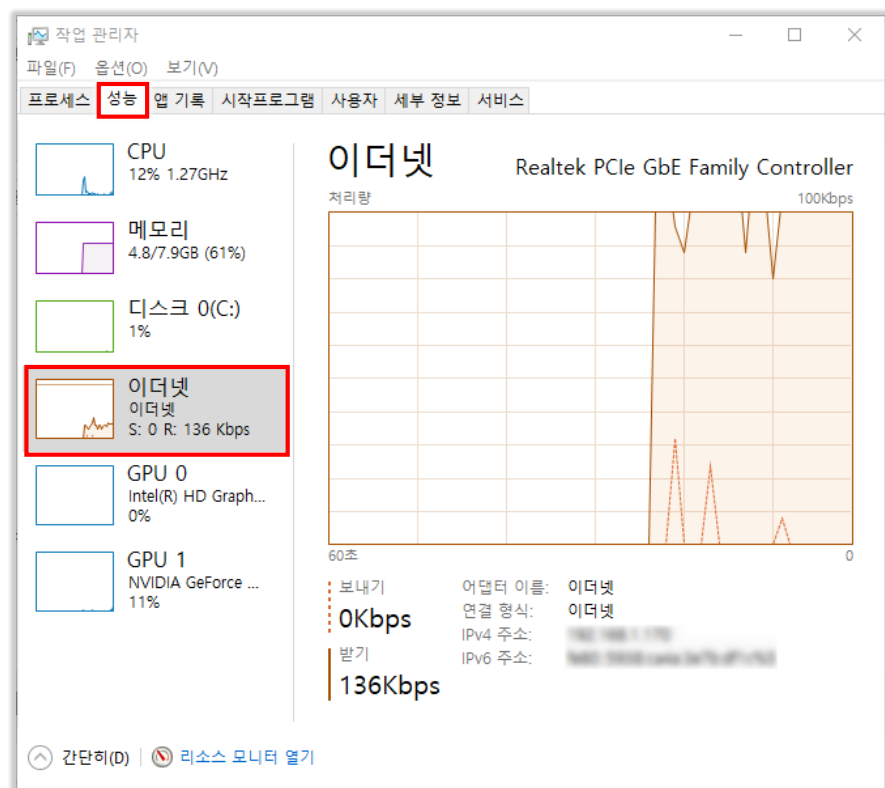 작업 관리자
파일(F) 옵션(O) 보기(V)
프로세스 성능 앱 기록 시작프로그램 사용자 세부 정보 서비스
CPU
12% 1.27GHz
메모리
4.8/7.9GB (61%)
디스크 0(C:)
1%
이더넷
이더넷
S: 0 R: 136 Kbps
GPU 0
Intel(R) HD Graph...
0%
GPU 1
NVIDIA GeForce ...
11%
이더넷 Realtek PCIe GbE Family Controller
처리량 100Kbps
60초 0
보내기
0Kbps
받기
136Kbps
어댑터 이름: 이더넷
연결 형식: 이더넷
IPv4 주소:
IPv6 주소:
간단히(D) 리소스 모니터 열기